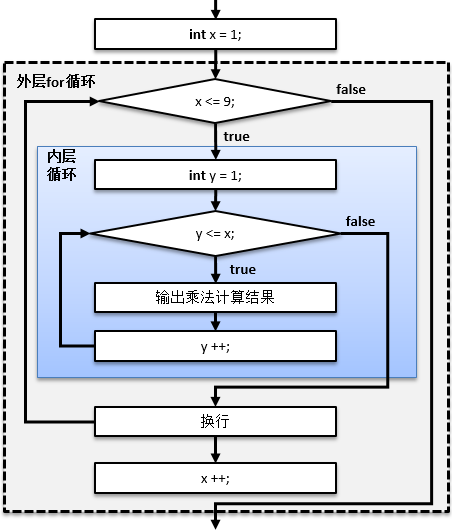 int x = 1;
外层for循环
x <= 9;
false
true
内层
循环
int y = 1;
y <= x;
false
true
输出乘法计算结果
y ++;
换行
x ++;